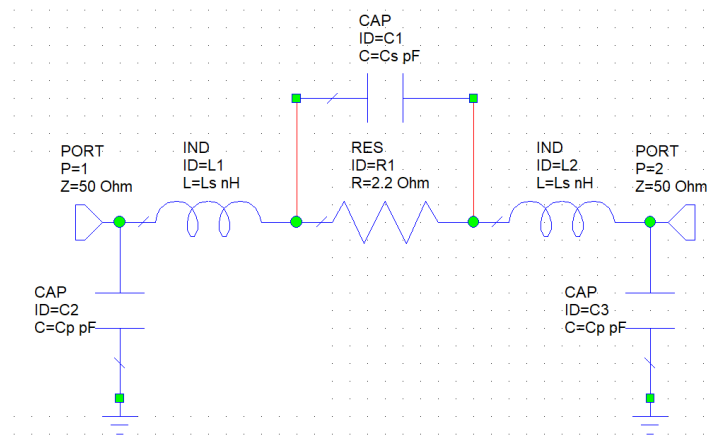 CAP
ID=C1
C=Cs pF
PORT
P=1
Z=50 Ohm
IND
ID=L1
L=Ls nH
RES
ID=R1
R=2.2 Ohm
IND
ID=L2
L=Ls nH
PORT
P=2
Z=50 Ohm
CAP
ID=C2
C=Cp pF
CAP
ID=C3
C=Cp pF